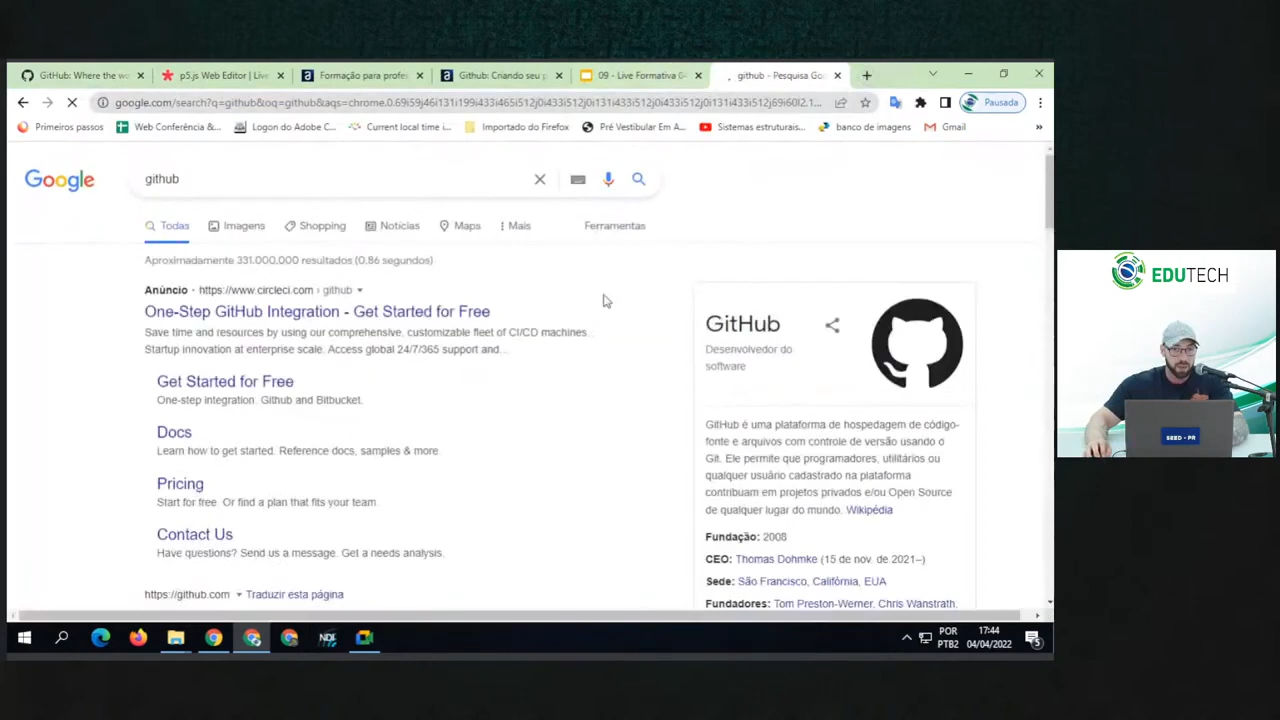 GitHub: Where the wo
p5.js Web Editor | Live
Formação para profes
Github: Criando seu p
09 - Live Formativa 04
github - Pesquisa Goo
google.com/search?q=github&oq=github&aqs=chrome.0.69i59j46i131i199i433i465i512j0i433i512j0i131i433i512j0i433i512j0i131i433i512j69i60l2.1...
Pausada
Primeiros passos
Web Conferência &...
Logon do Adobe C...
Current local time i...
Importado do Firefox
Pré Vestibular Em A...
Sistemas estruturais...
banco de imagens
Gmail
»
Google
github
Todas
Imagens
Shopping
Notícias
Maps
Mais
Ferramentas
Aproximadamente 331.000.000 resultados (0,86 segundos)
Anúncio · https://www.circleci.com › github
One-Step GitHub Integration - Get Started for Free
Save time and resources by using our comprehensive, customizable fleet of CI/CD machines.
Startup innovation at enterprise scale. Access global 24/7/365 support and...
Get Started for Free
One-step integration. Github and Bitbucket.
Docs
Learn how to get started. Reference docs, samples & more.
Pricing
Start for free. Or find a plan that fits your team.
Contact Us
Have questions? Send us a message. Get a needs analysis.
https://github.com
Traduzir esta página
GitHub
Desenvolvedor do
software
GitHub é uma plataforma de hospedagem de código-
fonte e arquivos com controle de versão usando o
Git. Ele permite que programadores, utilitários ou
qualquer usuário cadastrado na plataforma
contribuam em projetos privados e/ou Open Source
de qualquer lugar do mundo. Wikipédia
Fundação: 2008
CEO: Thomas Dohmke (15 de nov. de 2021–)
Sede: São Francisco, Califórnia, EUA
Fundadores: Tom Preston-Werner, Chris Wanstrath,
NDI
POR
PTB2
17:44
04/04/2022
5
EDUTECH
SEED - PR